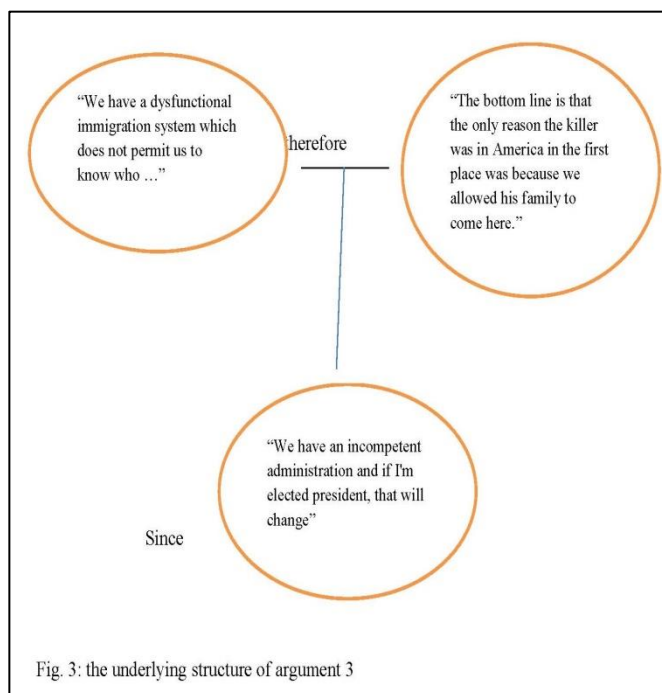 “We have a dysfunctional
immigration system which
does not permit us to
know who …”
therefore
“The bottom line is that
the only reason the killer
was in America in the first
place was because we
allowed his family to
come here.”
“We have an incompetent
administration and if I'm
elected president, that will
change”
Since
Fig. 3: the underlying structure of argument 3